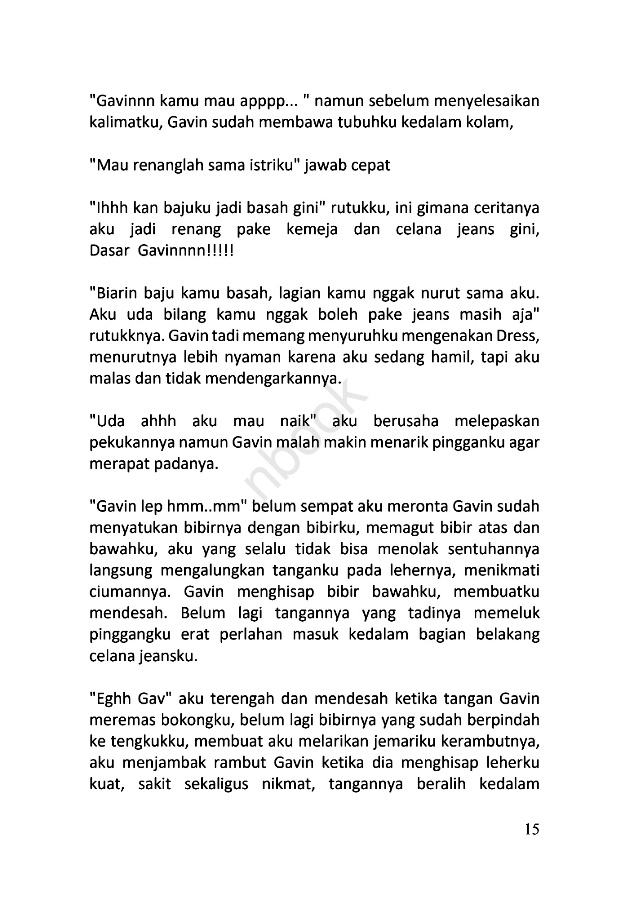 "Gavinnn kamu mau apppp... " namun sebelum menyelesaikan
kalimatku, Gavin sudah membawa tubuhku kedalam kolam,
"Mau renanglah sama istriku" jawab cepat
"Ihhh kan bajuku jadi basah gini" rutukku, ini gimana ceritanya
aku jadi renang pake kemeja dan celana jeans gini,
Dasar Gavinnnn!!!!!
"Biarin baju kamu basah, lagian kamu nggak nurut sama aku.
Aku uda bilang kamu nggak boleh pake jeans masih aja"
rutukknya. Gavin tadi memang menyuruhku mengenakan Dress,
menurutnya lebih nyaman karena aku sedang hamil, tapi aku
malas dan tidak mendengarkannya.
"Uda ahhh aku mau naik" aku berusaha melepaskan
pekukannya namun Gavin malah makin menarik pingganku agar
merapat padanya.
"Gavin lep hmm..mm" belum sempat aku meronta Gavin sudah
menyatukan bibirnya dengan bibirku, memagut bibir atas dan
bawahku, aku yang selalu tidak bisa menolak sentuhannya
langsung mengalungkan tanganku pada lehernya, menikmati
ciumannya. Gavin menghisap bibir bawahku, membuatku
mendesah. Belum lagi tangannya yang tadinya memeluk
pinggangku erat perlahan masuk kedalam bagian belakang
celana jeansku.
"Eghh Gav" aku terengah dan mendesah ketika tangan Gavin
meremas bokongku, belum lagi bibirnya yang sudah berpindah
ke tengkukku, membuat aku melarikan jemariku kerambutnya,
aku menjambak rambut Gavin ketika dia menghisap leherku
kuat, sakit sekaligus nikmat, tangannya beralih kedalam
nbook
15